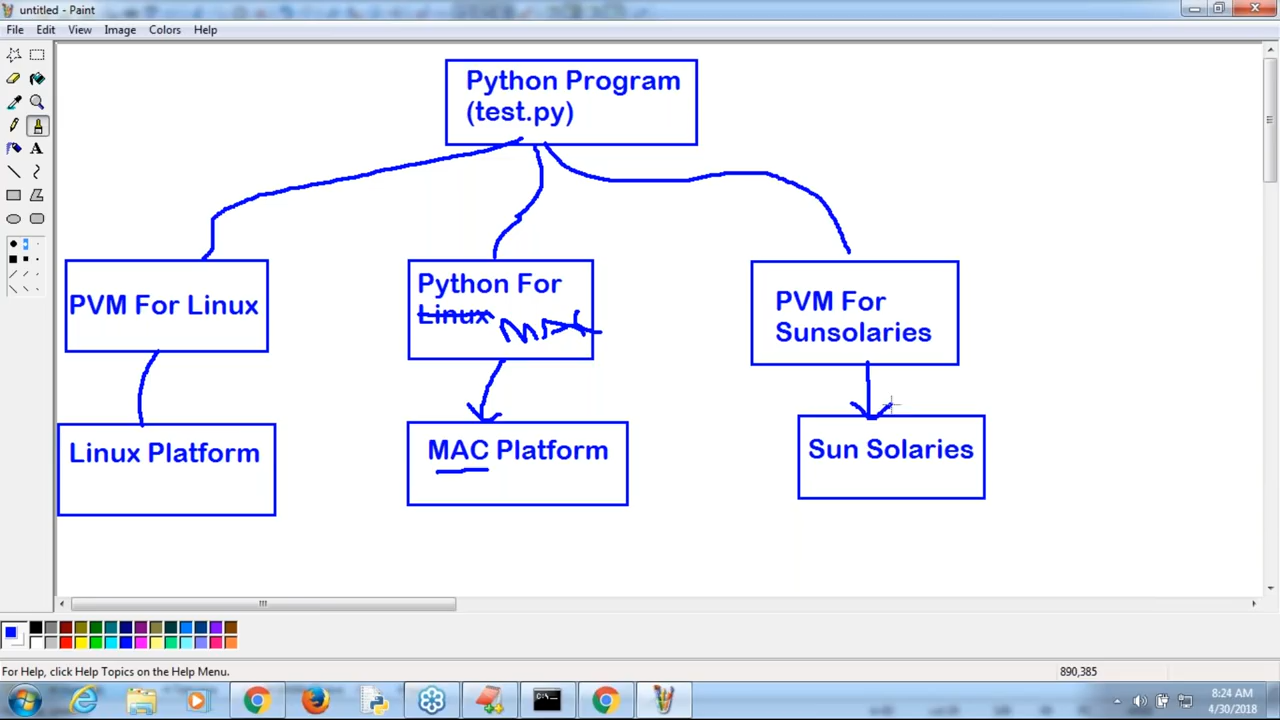 untitled - Paint
File Edit View Image Colors Help
Python Program
(test.py)
PVM For Linux
Python For
Linux MAC
PVM For
Sunsolaries
Linux Platform
MAC Platform
Sun Solaries
For Help, click Help Topics on the Help Menu.
890,385
8:24 AM
4/30/2018